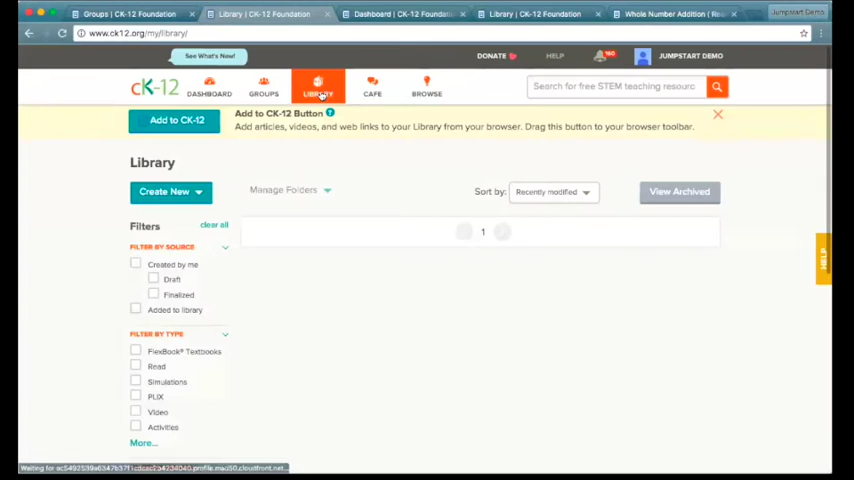 Groups | CK-12 Foundation
Library | CK-12 Foundation
Dashboard | CK-12 Foundation
Library | CK-12 Foundation
Whole Number Addition ( Rea
Jumpstart Demo
www.ck12.org/my/library/
See What's New!
DONATE
HELP
160
JUMPSTART DEMO
cK-12
DASHBOARD
GROUPS
LIBRARY
CAFE
BROWSE
Search for free STEM teaching resourc
Add to CK-12
Add to CK-12 Button ?
Add articles, videos, and web links to your Library from your browser. Drag this button to your browser toolbar.
Library
Create New
Manage Folders
Sort by:
Recently modified
View Archived
Filters
clear all
1
FILTER BY SOURCE
Created by me
Draft
Finalized
Added to library
HELP
FILTER BY TYPE
FlexBook® Textbooks
Read
Simulations
PLIX
Video
Activities
More...